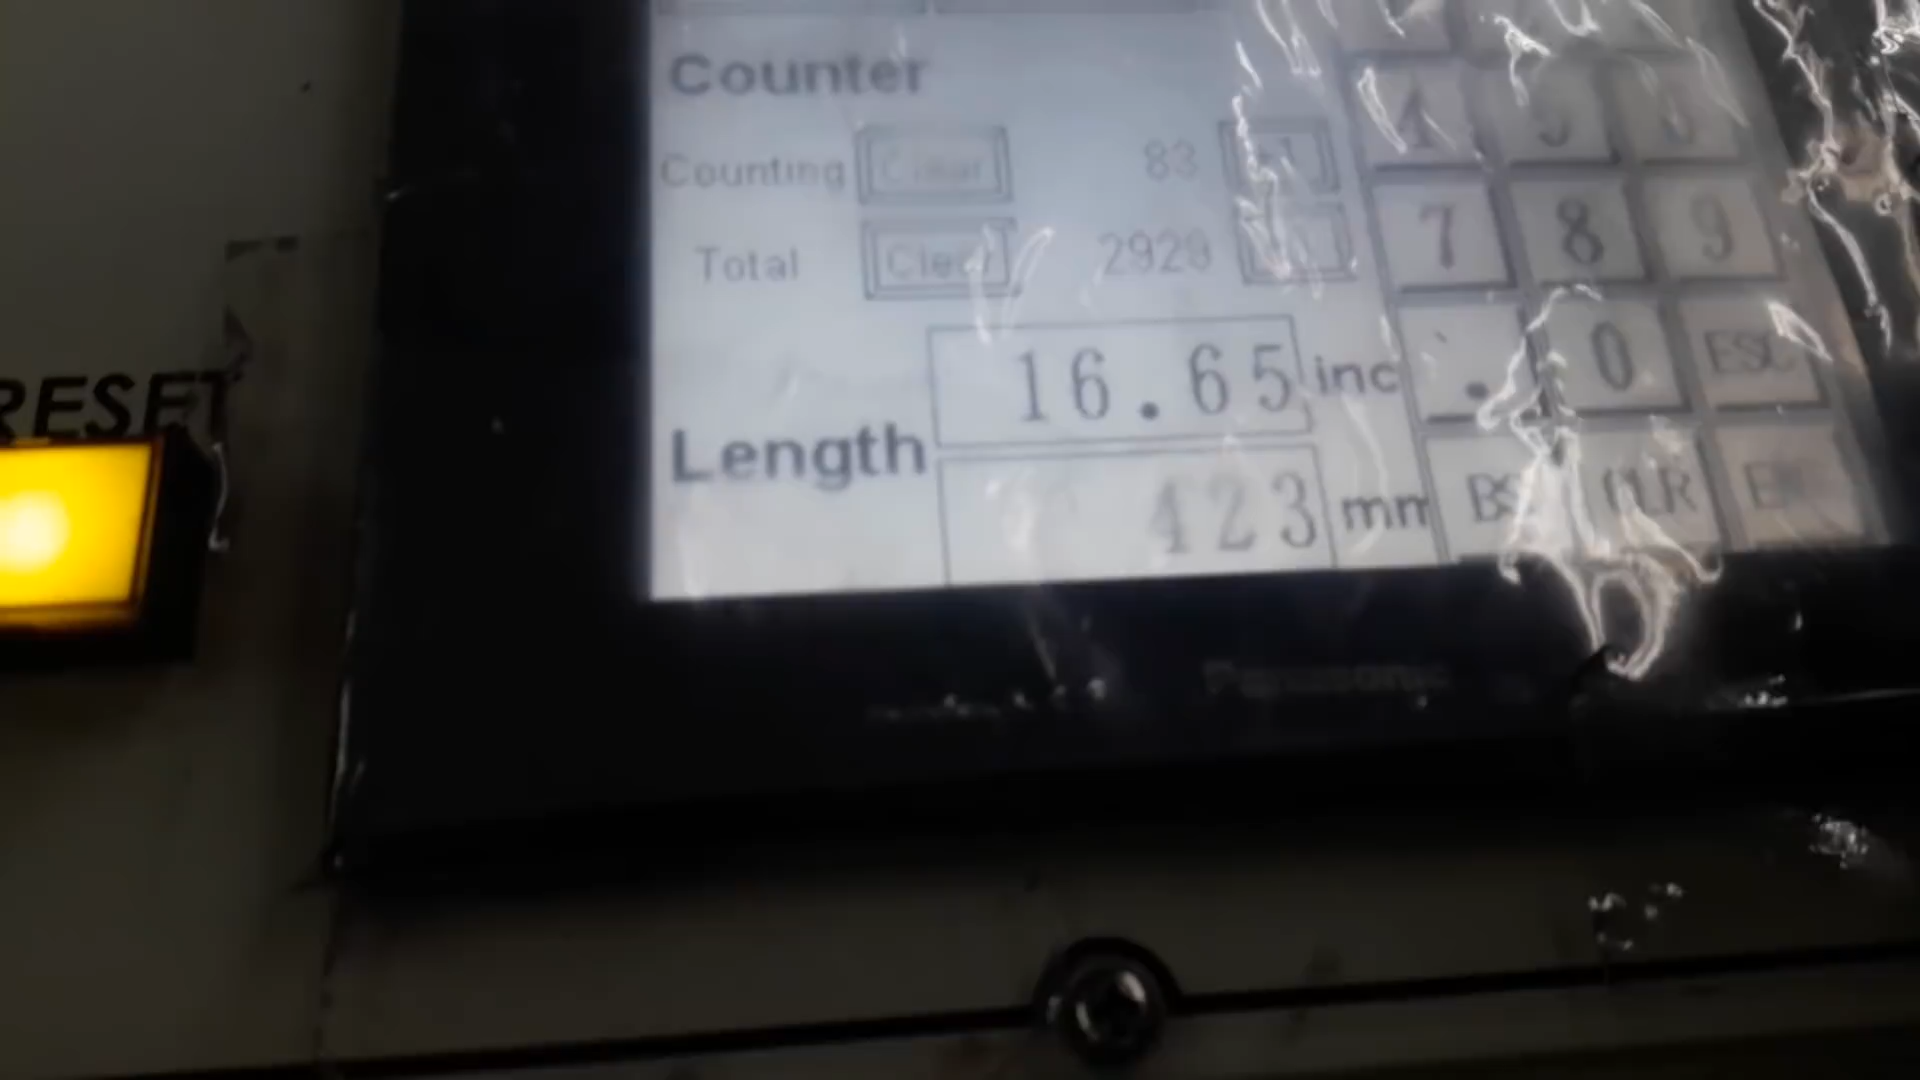 Counter
Counting Clear 83
Total Clear 2929
Length 16.65 inc
423 mm
7 8 9
. 0 ESC
BS CLR
RESET
Panasonic